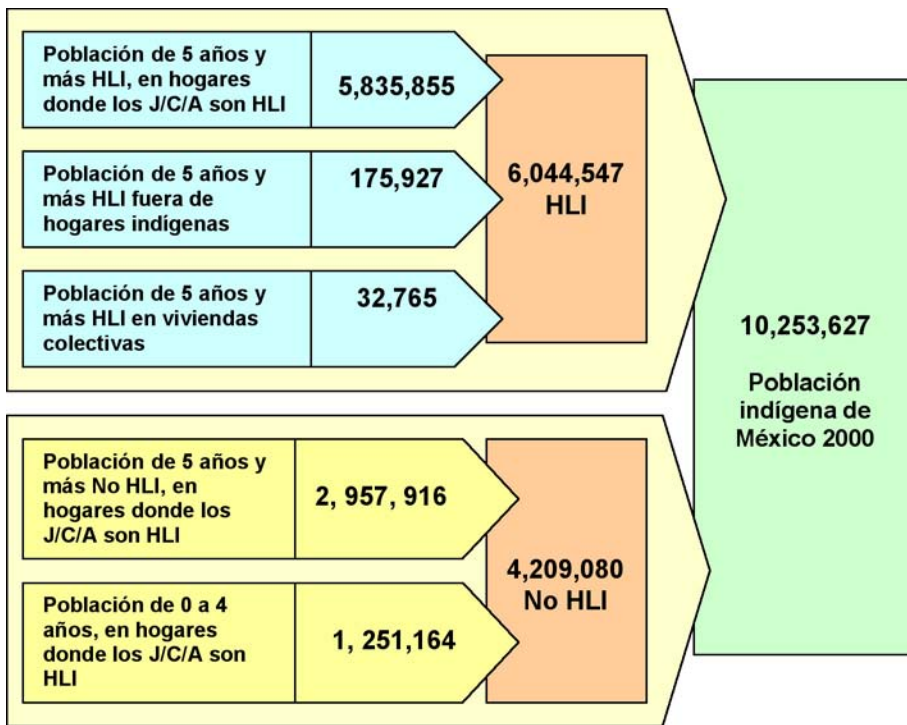 Población de 5 años y
más HLI, en hogares
donde los J/C/A son HLI
5,835,855
Población de 5 años y
más HLI fuera de
hogares indígenas
175,927
Población de 5 años y
más HLI en viviendas
colectivas
32,765
6,044,547
HLI
Población de 5 años y
más No HLI, en
hogares donde los
J/C/A son HLI
2, 957, 916
Población de 0 a 4
años, en hogares
donde los J/C/A son
HLI
1, 251,164
4,209,080
No HLI
10,253,627
Población
indígena de
México 2000